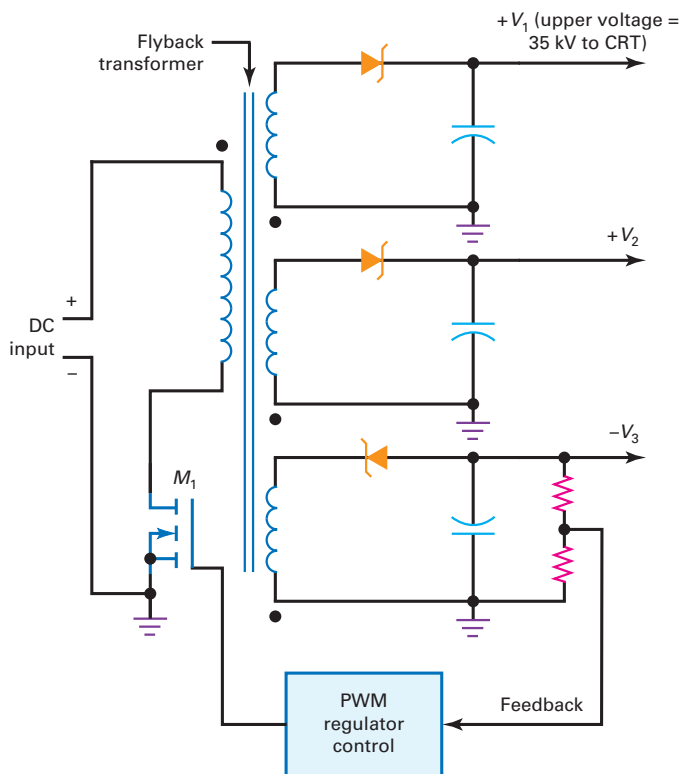 Flyback
transformer
+V₁ (upper voltage =
35 kV to CRT)
+V₂
+
DC
input
−
−V₃
M₁
PWM
regulator
control
Feedback